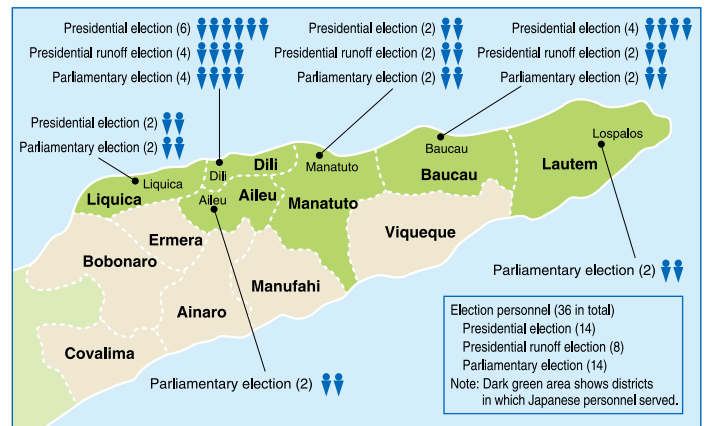 Presidential election (6)
Presidential runoff election (4)
Parliamentary election (4)
Presidential election (2)
Presidential runoff election (2)
Parliamentary election (2)
Presidential election (4)
Presidential runoff election (2)
Parliamentary election (2)
Presidential election (2)
Parliamentary election (2)
Liquica
Liquica
Dili
Dili
Aileu
Aileu
Manatuto
Manatuto
Baucau
Baucau
Lospalos
Lautem
Ermera
Bobonaro
Viqueque
Manufahi
Ainaro
Covalima
Parliamentary election (2)
Parliamentary election (2)
Election personnel (36 in total)
Presidential election (14)
Presidential runoff election (8)
Parliamentary election (14)
Note: Dark green area shows districts
in which Japanese personnel served.